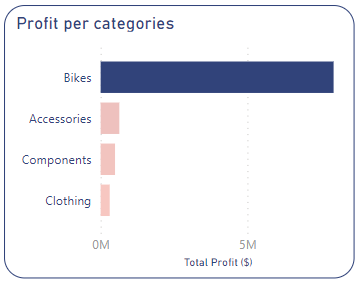 Profit per categories
Bikes
Accessories
Components
Clothing
0M 5M
Total Profit ($)